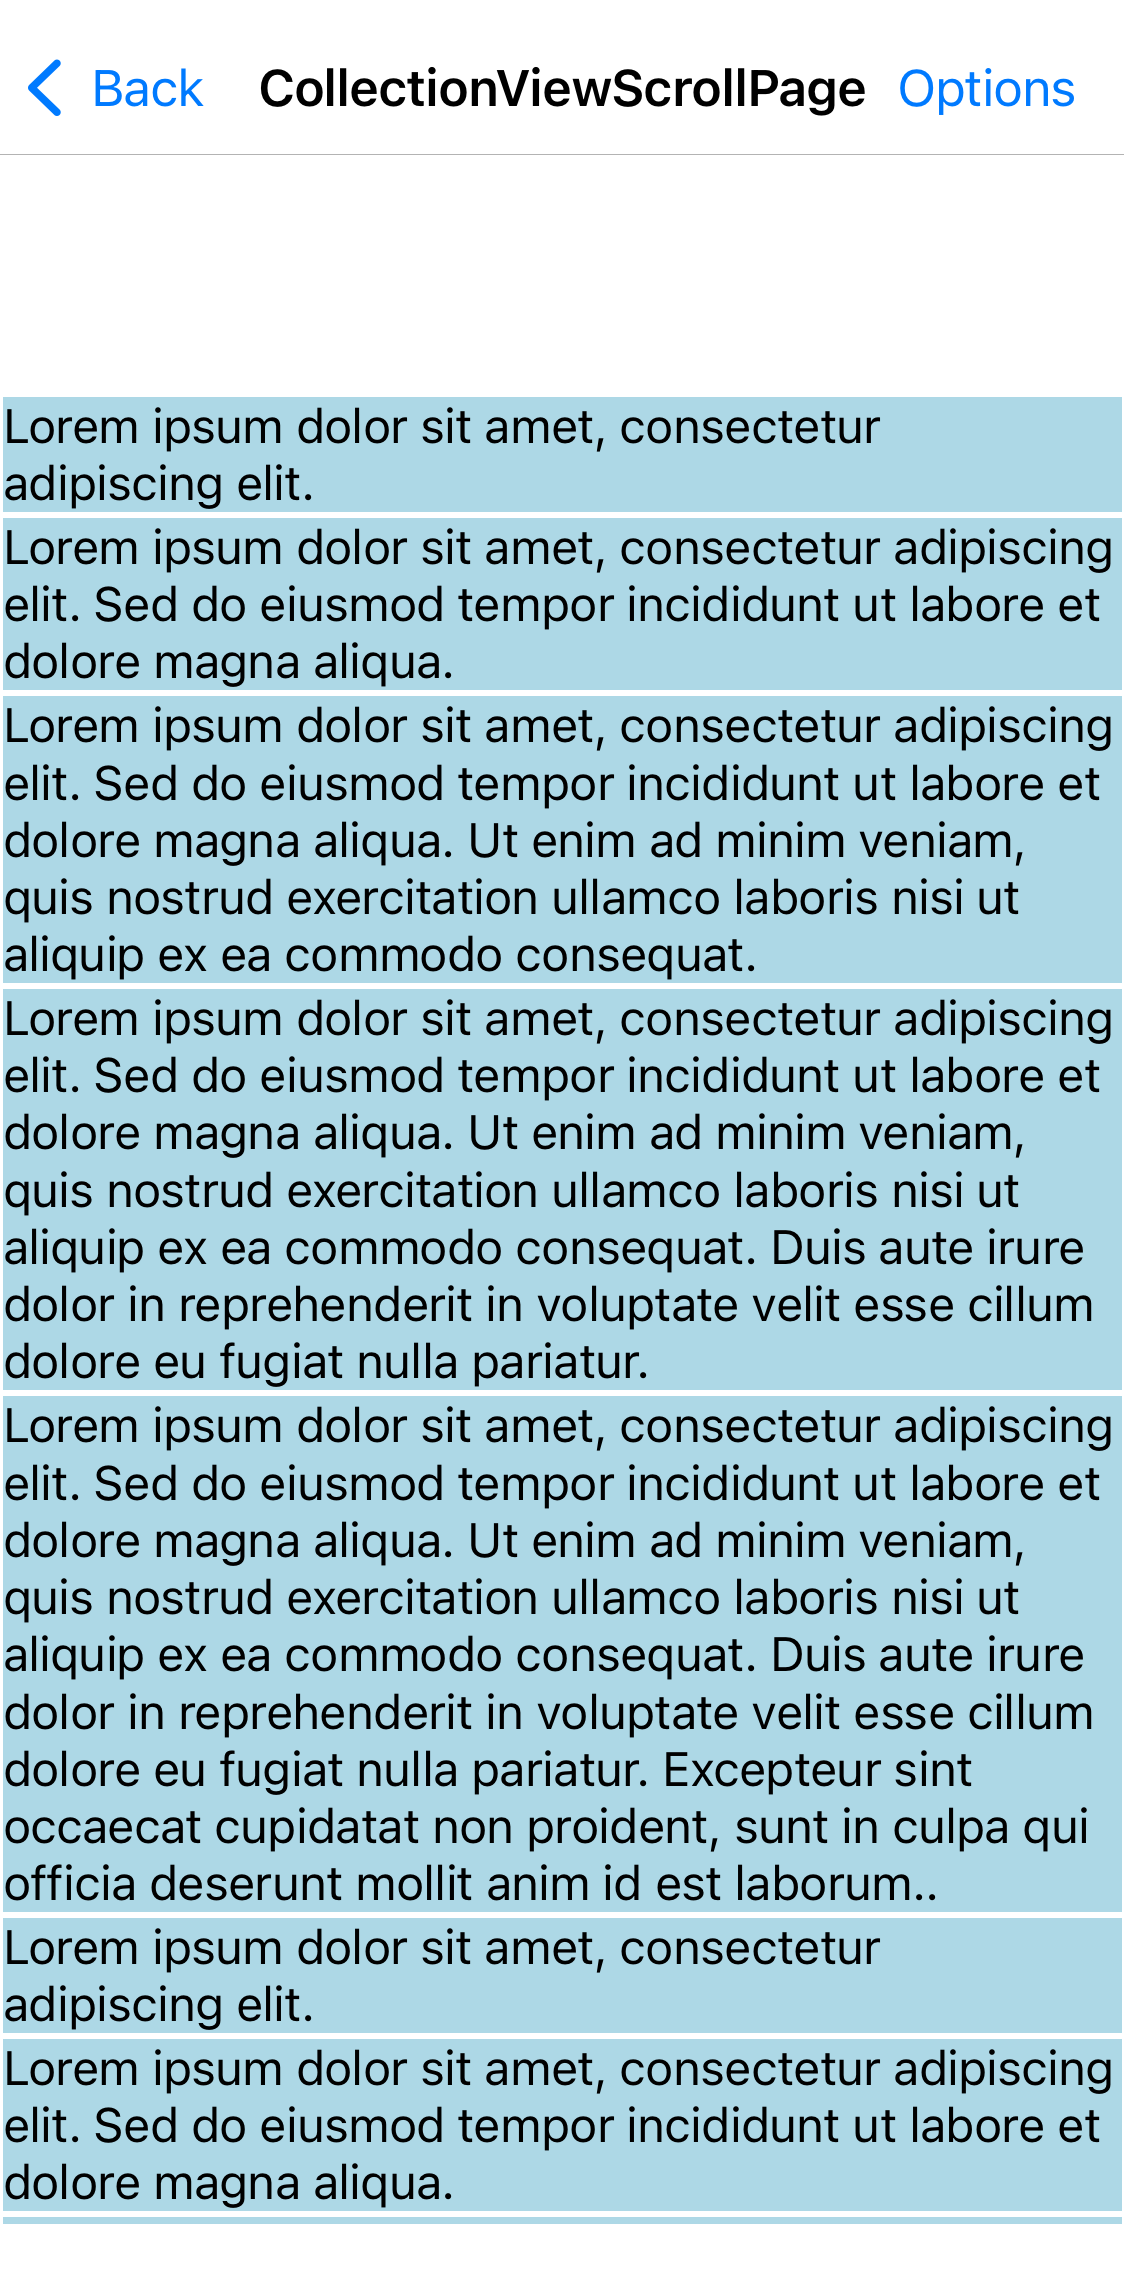 Back CollectionViewScrollPage Options
Lorem ipsum dolor sit amet, consectetur
adipiscing elit.
Lorem ipsum dolor sit amet, consectetur adipiscing
elit. Sed do eiusmod tempor incididunt ut labore et
dolore magna aliqua.
Lorem ipsum dolor sit amet, consectetur adipiscing
elit. Sed do eiusmod tempor incididunt ut labore et
dolore magna aliqua. Ut enim ad minim veniam,
quis nostrud exercitation ullamco laboris nisi ut
aliquip ex ea commodo consequat.
Lorem ipsum dolor sit amet, consectetur adipiscing
elit. Sed do eiusmod tempor incididunt ut labore et
dolore magna aliqua. Ut enim ad minim veniam,
quis nostrud exercitation ullamco laboris nisi ut
aliquip ex ea commodo consequat. Duis aute irure
dolor in reprehenderit in voluptate velit esse cillum
dolore eu fugiat nulla pariatur.
Lorem ipsum dolor sit amet, consectetur adipiscing
elit. Sed do eiusmod tempor incididunt ut labore et
dolore magna aliqua. Ut enim ad minim veniam,
quis nostrud exercitation ullamco laboris nisi ut
aliquip ex ea commodo consequat. Duis aute irure
dolor in reprehenderit in voluptate velit esse cillum
dolore eu fugiat nulla pariatur. Excepteur sint
occaecat cupidatat non proident, sunt in culpa qui
officia deserunt mollit anim id est laborum..
Lorem ipsum dolor sit amet, consectetur
adipiscing elit.
Lorem ipsum dolor sit amet, consectetur adipiscing
elit. Sed do eiusmod tempor incididunt ut labore et
dolore magna aliqua.